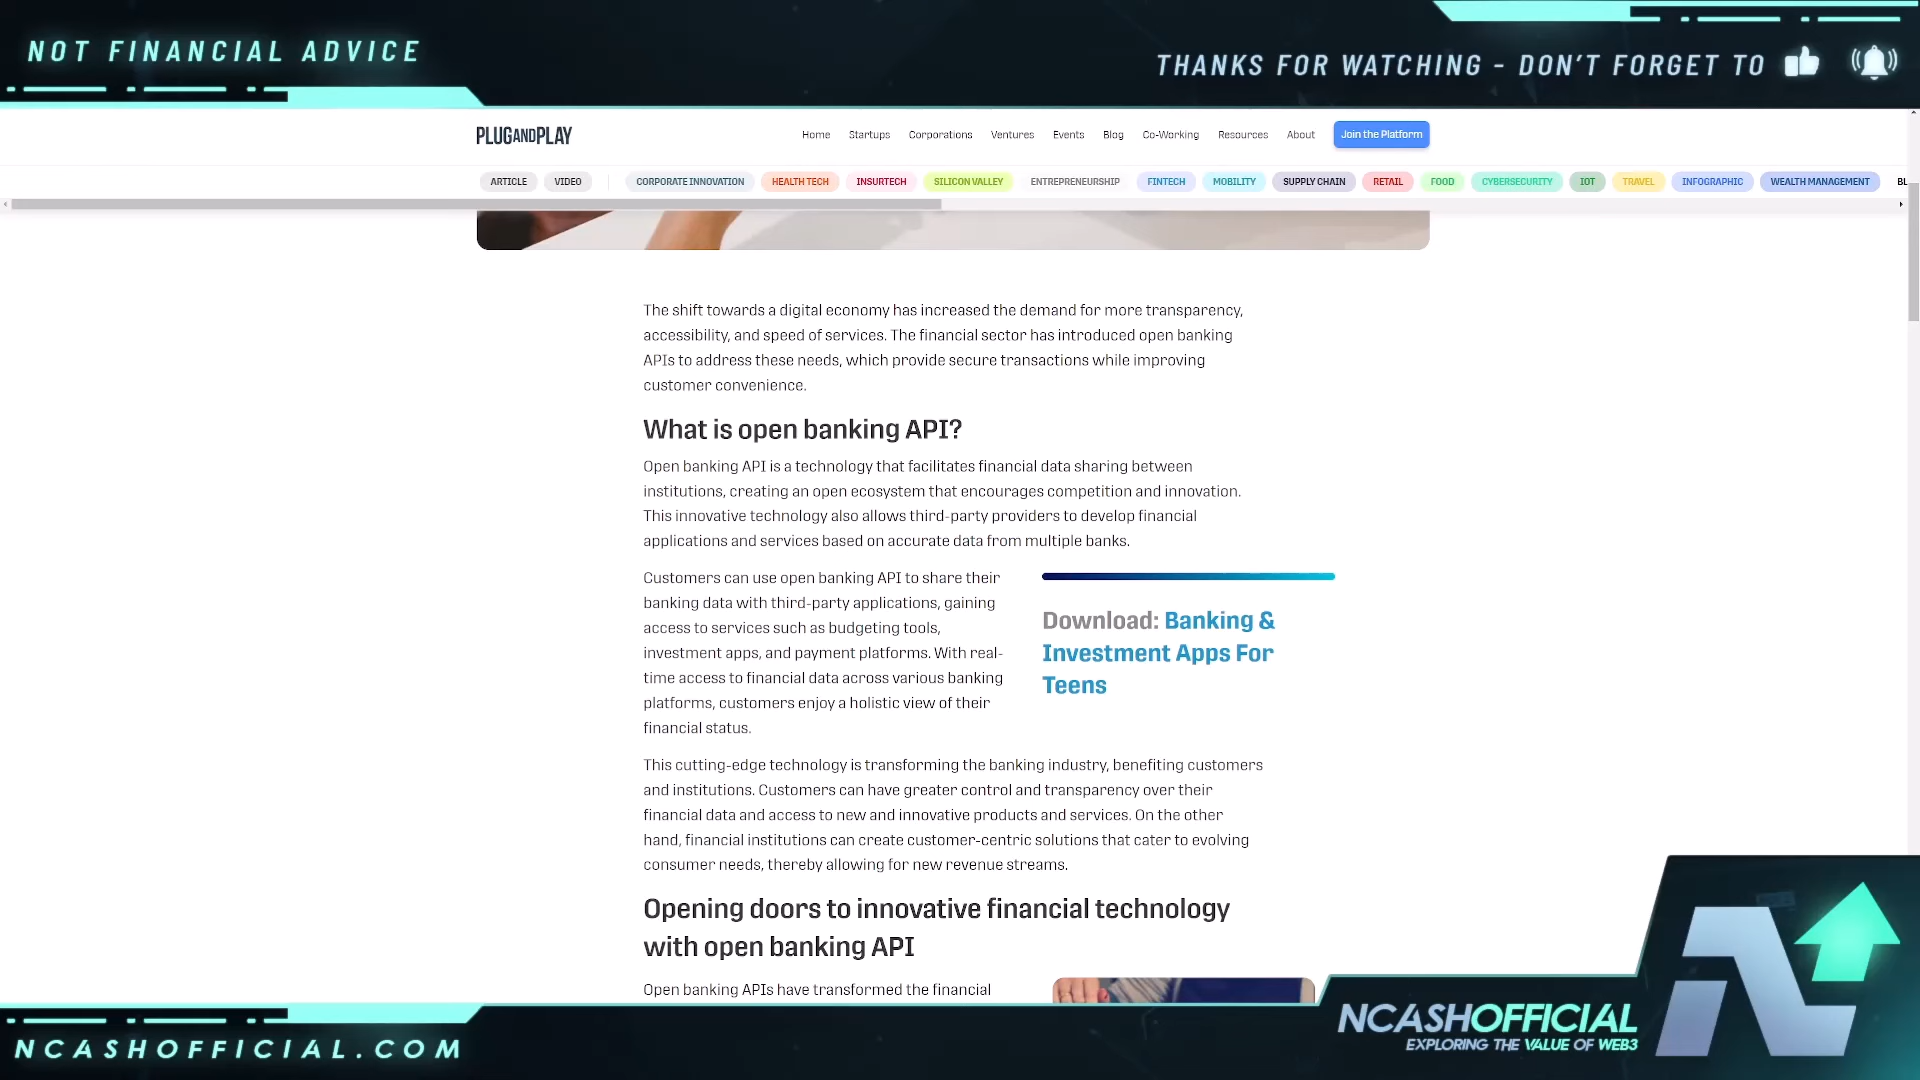 NOT FINANCIAL ADVICE
THANKS FOR WATCHING - DON'T FORGET TO
PLUGANDPLAY
Home Startups Corporations Ventures Events Blog Co-Working Resources About Join the Platform
ARTICLE VIDEO CORPORATE INNOVATION HEALTH TECH INSURTECH SILICON VALLEY ENTREPRENEURSHIP FINTECH MOBILITY SUPPLY CHAIN RETAIL FOOD CYBERSECURITY IOT TRAVEL INFOGRAPHIC WEALTH MANAGEMENT BL
The shift towards a digital economy has increased the demand for more transparency,
accessibility, and speed of services. The financial sector has introduced open banking
APIs to address these needs, which provide secure transactions while improving
customer convenience.
What is open banking API?
Open banking API is a technology that facilitates financial data sharing between
institutions, creating an open ecosystem that encourages competition and innovation.
This innovative technology also allows third-party providers to develop financial
applications and services based on accurate data from multiple banks.
Customers can use open banking API to share their
banking data with third-party applications, gaining
access to services such as budgeting tools,
investment apps, and payment platforms. With real-
time access to financial data across various banking
platforms, customers enjoy a holistic view of their
financial status.
Download: Banking &
Investment Apps For
Teens
This cutting-edge technology is transforming the banking industry, benefiting customers
and institutions. Customers can have greater control and transparency over their
financial data and access to new and innovative products and services. On the other
hand, financial institutions can create customer-centric solutions that cater to evolving
consumer needs, thereby allowing for new revenue streams.
Opening doors to innovative financial technology
with open banking API
Open banking APIs have transformed the financial
NCASHOFFICIAL.COM
NCASHOFFICIAL
EXPLORING THE VALUE OF WEB3